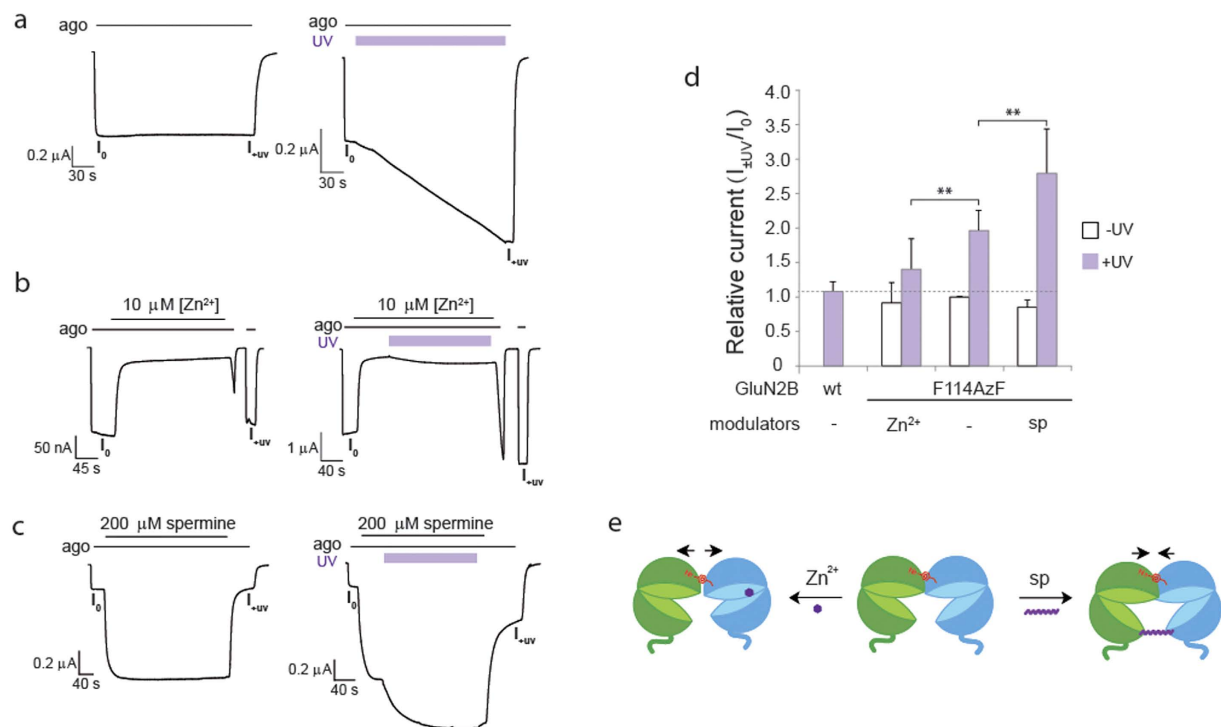 a
ago
I0
I+uv
0.2 µA
30 s
ago
UV
I0
0.2 µA
30 s
I+uv
b
10 µM [Zn2+]
ago
I0
I+uv
50 nA
45 s
10 µM [Zn2+]
ago
UV
I0
1 µA
40 s
I+uv
c
200 µM spermine
ago
I0
I+uv
0.2 µA
40 s
200 µM spermine
ago
UV
I0
I+uv
0.2 µA
40 s
d
Relative current (I±UV/I0)
4.0
3.5
3.0
2.5
2.0
1.5
1.0
0.5
0
**
**
-UV
+UV
GluN2B wt F114AzF
modulators - Zn2+ - sp
e
Zn2+
sp